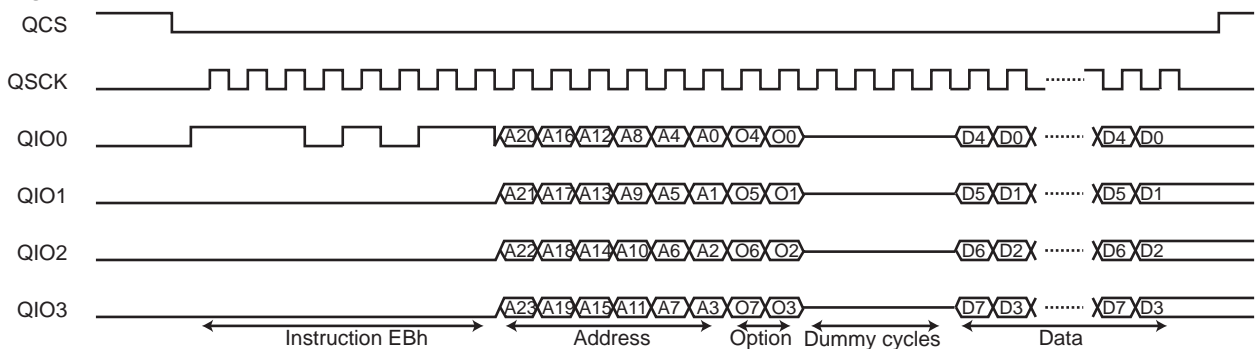 QCS
QSCK
QIO0 A20 A16 A12 A8 A4 A0 O4 O0 D4 D0 D4 D0
QIO1 A21 A17 A13 A9 A5 A1 O5 O1 D5 D1 D5 D1
QIO2 A22 A18 A14 A10 A6 A2 O6 O2 D6 D2 D6 D2
QIO3 A23 A19 A15 A11 A7 A3 O7 O3 D7 D3 D7 D3
Instruction EBh Address Option Dummy cycles Data